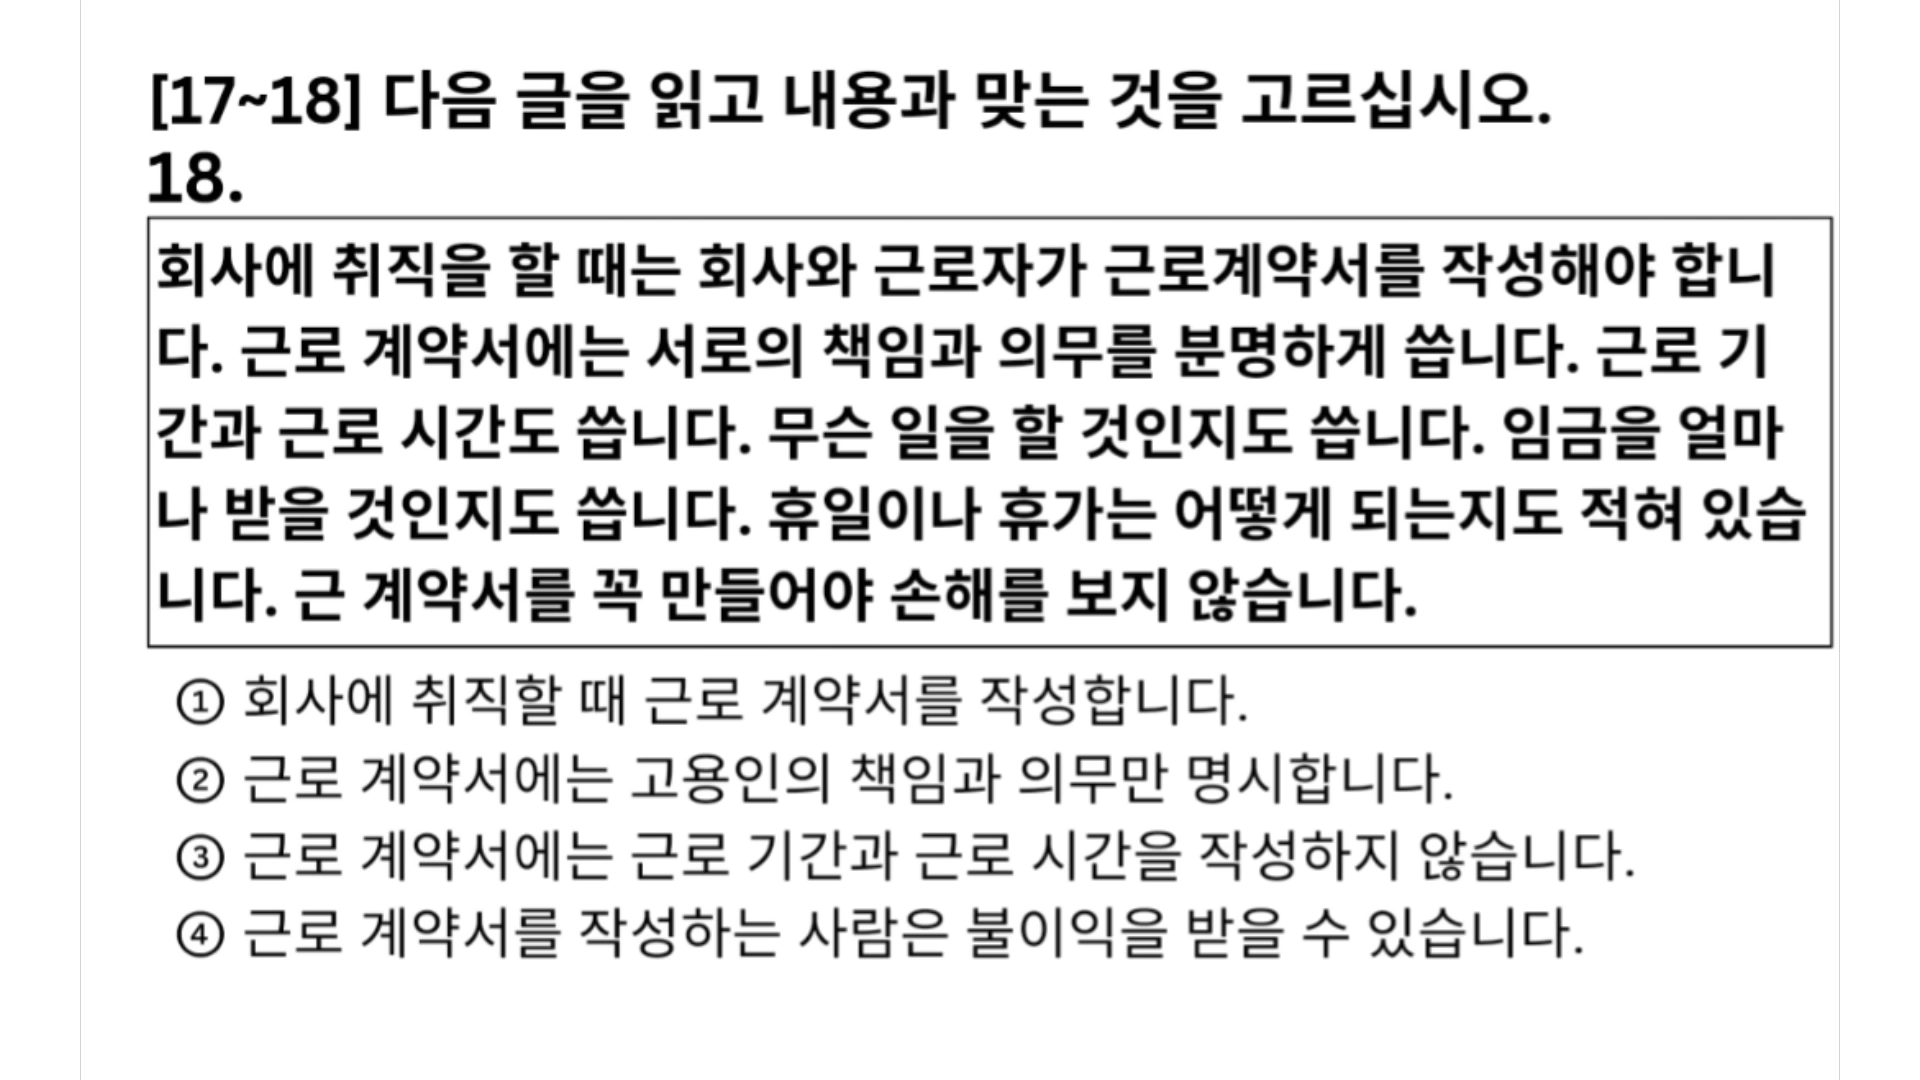 [17~18] 다음 글을 읽고 내용과 맞는 것을 고르십시오.
18.
회사에 취직을 할 때는 회사와 근로자가 근로계약서를 작성해야 합니
다. 근로 계약서에는 서로의 책임과 의무를 분명하게 씁니다. 근로 기
간과 근로 시간도 씁니다. 무슨 일을 할 것인지도 씁니다. 임금을 얼마
나 받을 것인지도 씁니다. 휴일이나 휴가는 어떻게 되는지도 적혀 있습
니다. 근 계약서를 꼭 만들어야 손해를 보지 않습니다.
① 회사에 취직할 때 근로 계약서를 작성합니다.
② 근로 계약서에는 고용인의 책임과 의무만 명시합니다.
③ 근로 계약서에는 근로 기간과 근로 시간을 작성하지 않습니다.
④ 근로 계약서를 작성하는 사람은 불이익을 받을 수 있습니다.